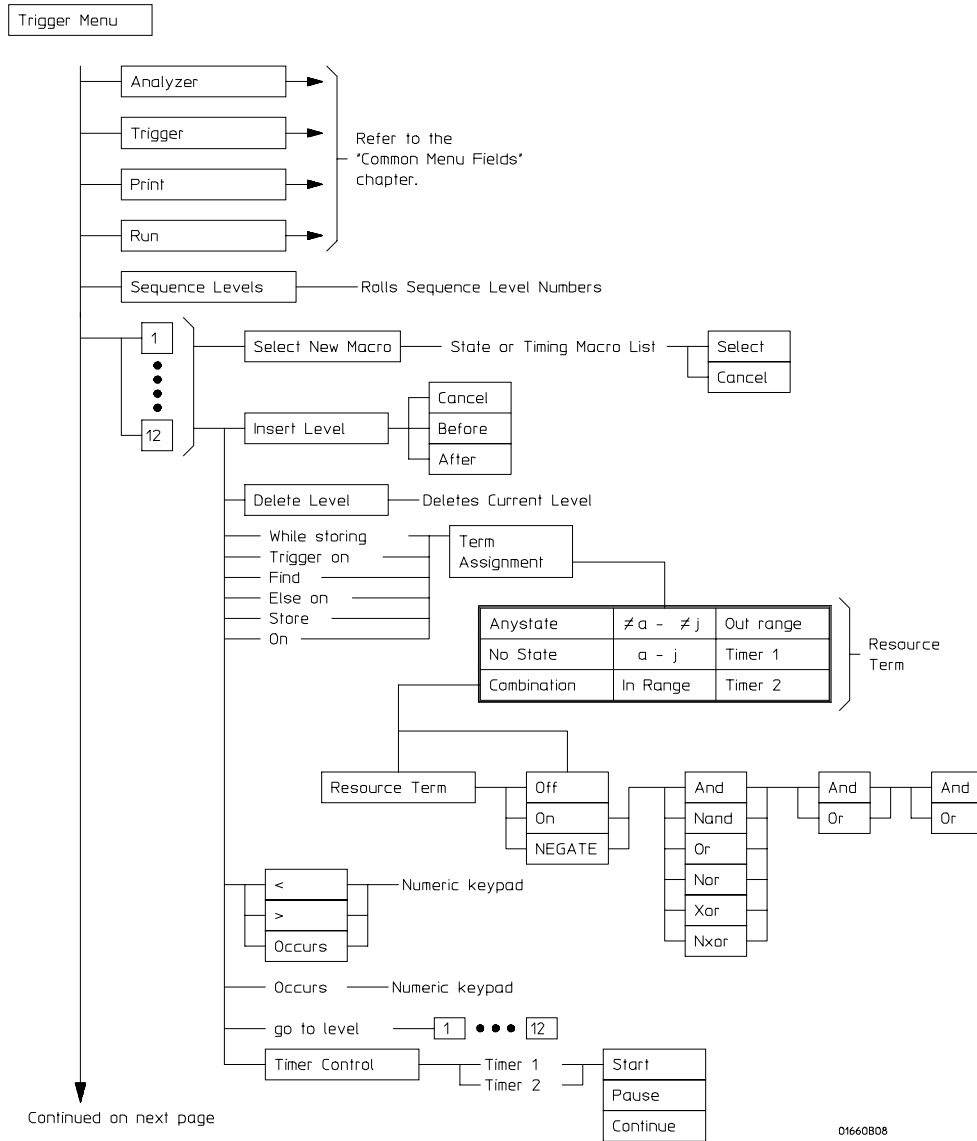 Trigger Menu
Analyzer
Trigger
Print
Run
Refer to the
"Common Menu Fields"
chapter.
Sequence Levels
Rolls Sequence Level Numbers
1
12
Select New Macro
State or Timing Macro List
Select
Cancel
Insert Level
Cancel
Before
After
Delete Level
Deletes Current Level
While storing
Trigger on
Find
Else on
Store
On
Term
Assignment
Anystate ≠a - ≠j Out range
No State a - j Timer 1
Combination In Range Timer 2
Resource
Term
Resource Term
Off
On
NEGATE
And
Nand
Or
Nor
Xor
Nxor
And
Or
And
Or
<
>
Occurs
Numeric keypad
Occurs
Numeric keypad
go to level
1
12
Timer Control
Timer 1
Timer 2
Start
Pause
Continue
Continued on next page
01660B08